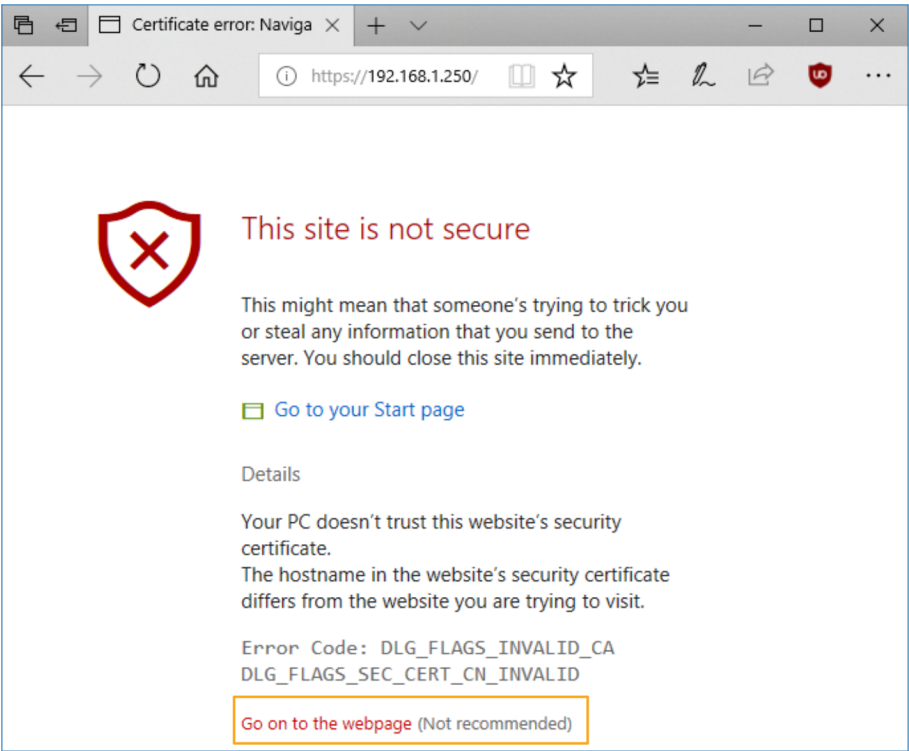 Certificate error: Naviga
https://192.168.1.250/
This site is not secure
This might mean that someone's trying to trick you
or steal any information that you send to the
server. You should close this site immediately.
Go to your Start page
Details
Your PC doesn't trust this website's security
certificate.
The hostname in the website's security certificate
differs from the website you are trying to visit.
Error Code: DLG_FLAGS_INVALID_CA
DLG_FLAGS_SEC_CERT_CN_INVALID
Go on to the webpage (Not recommended)